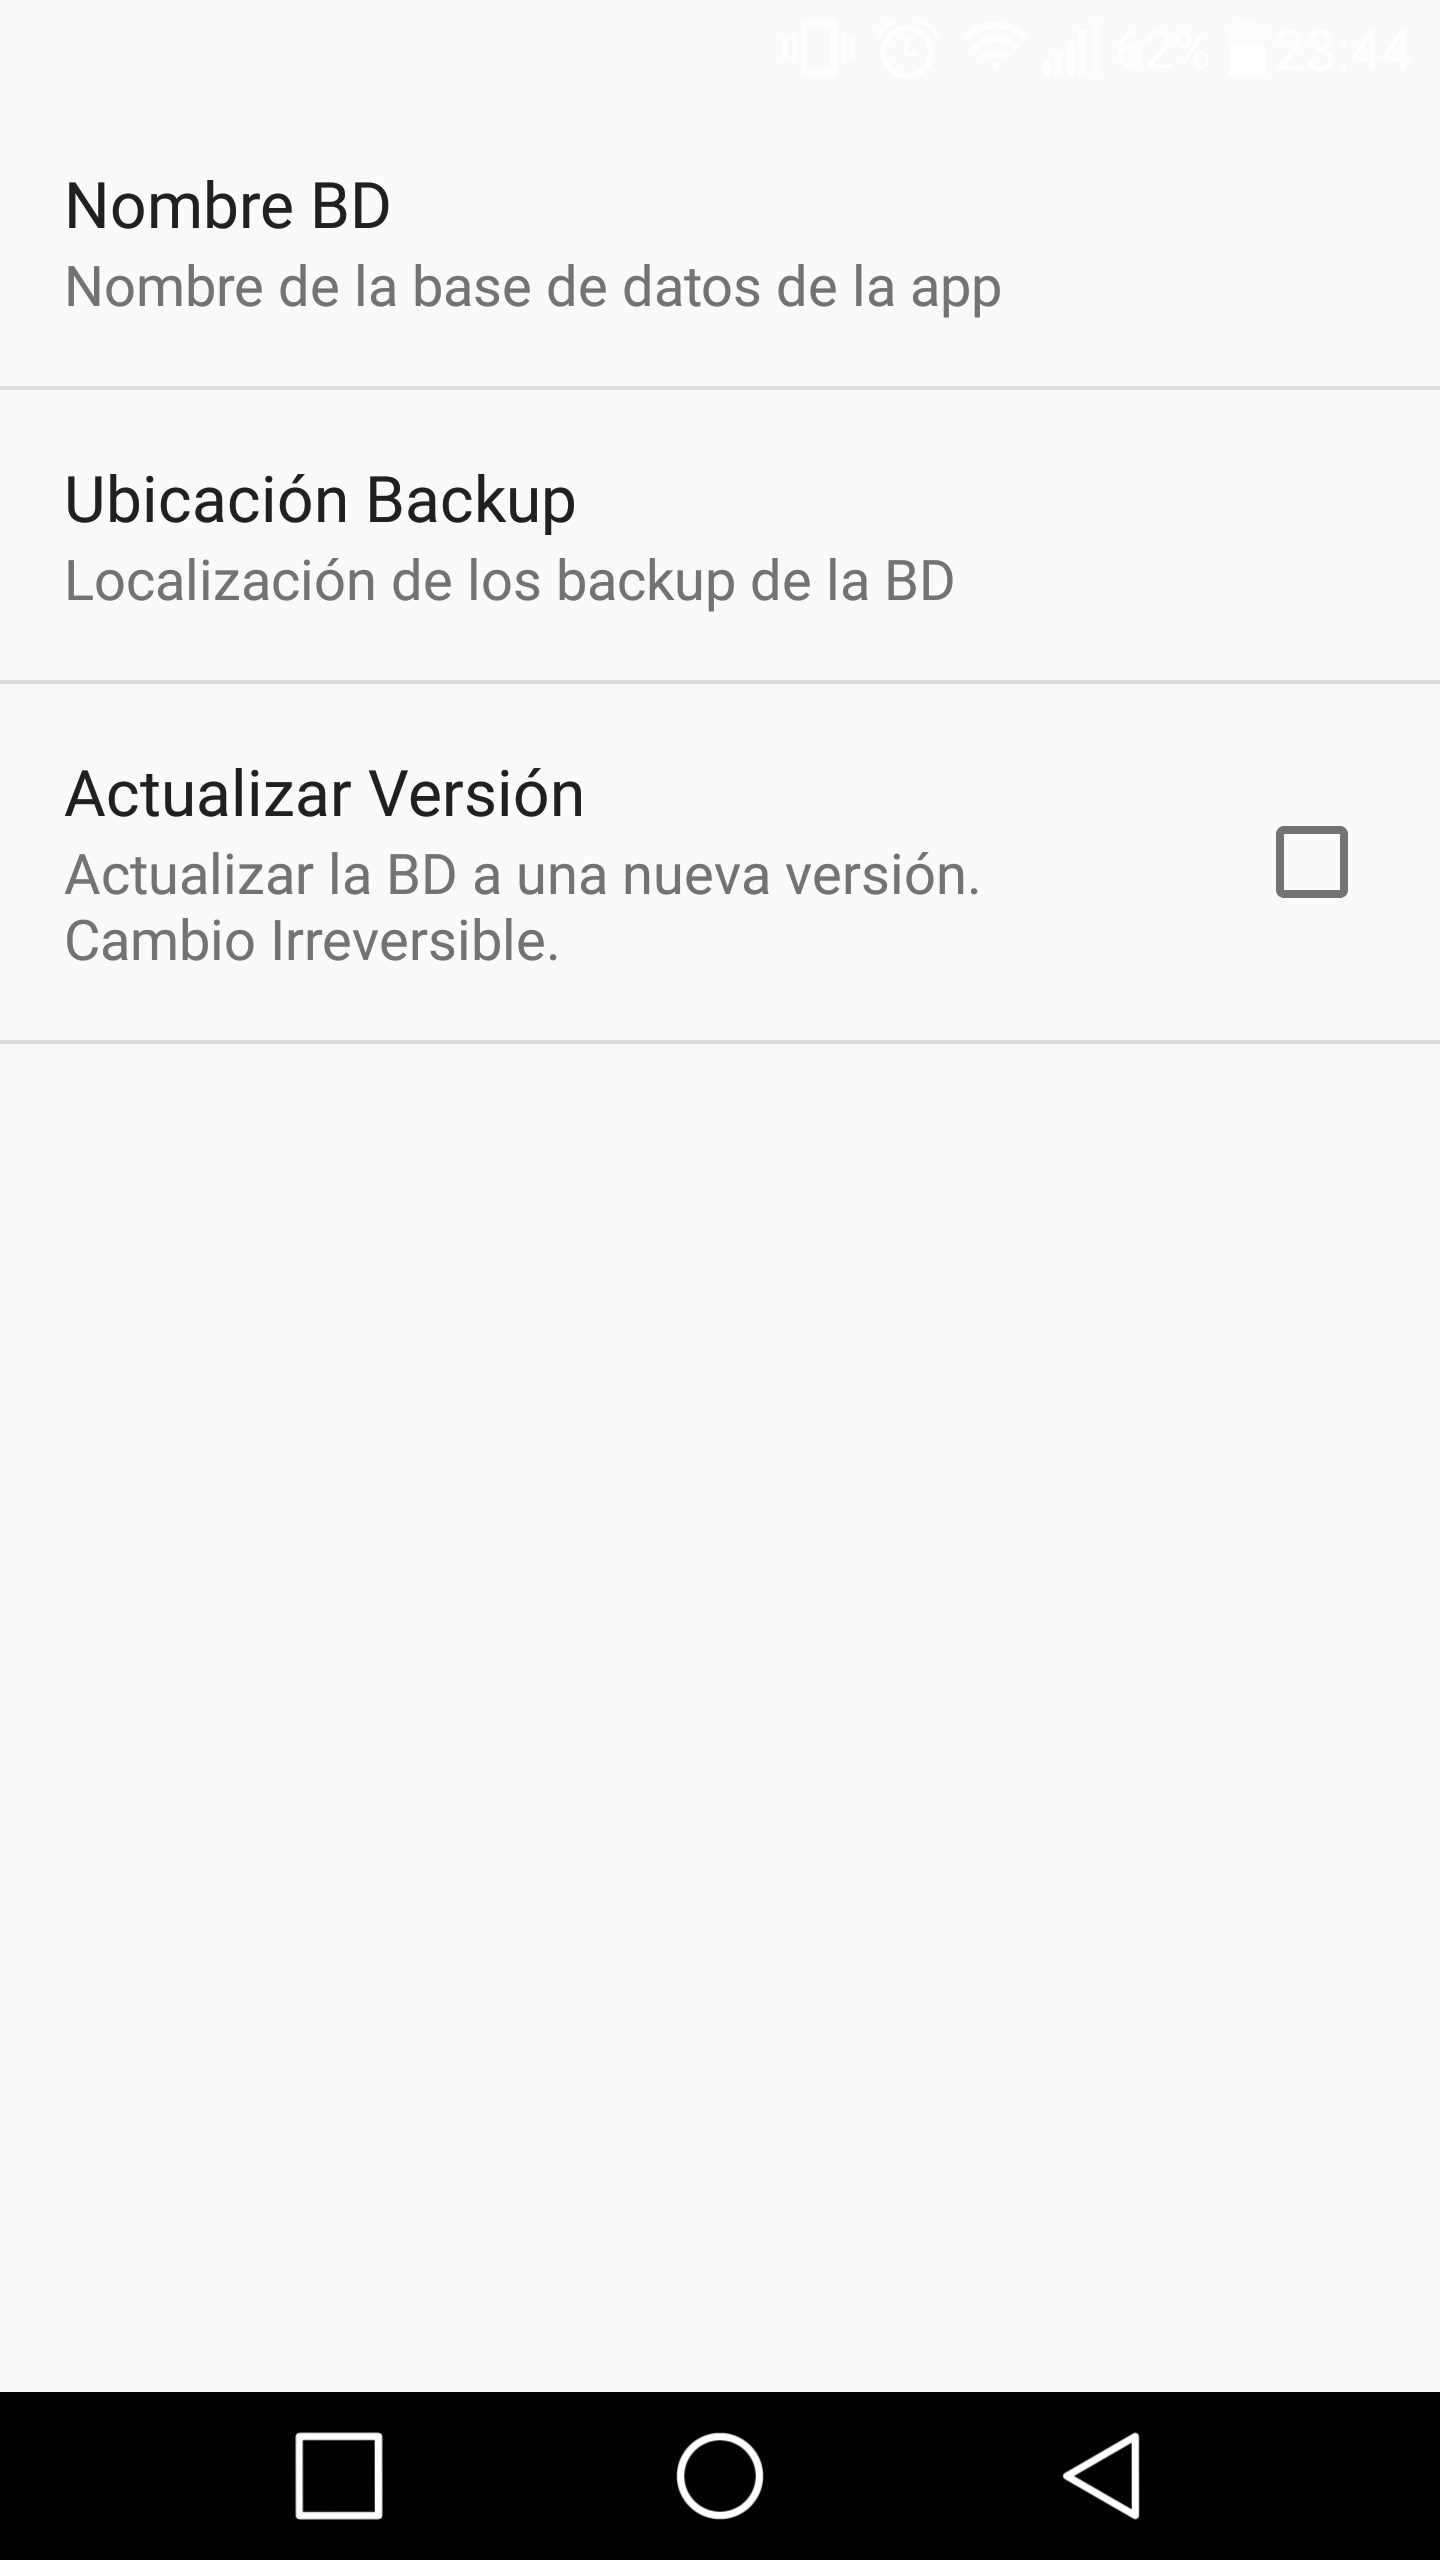 62% 23:44
Nombre BD
Nombre de la base de datos de la app
Ubicación Backup
Localización de los backup de la BD
Actualizar Versión
Actualizar la BD a una nueva versión.
Cambio Irreversible.